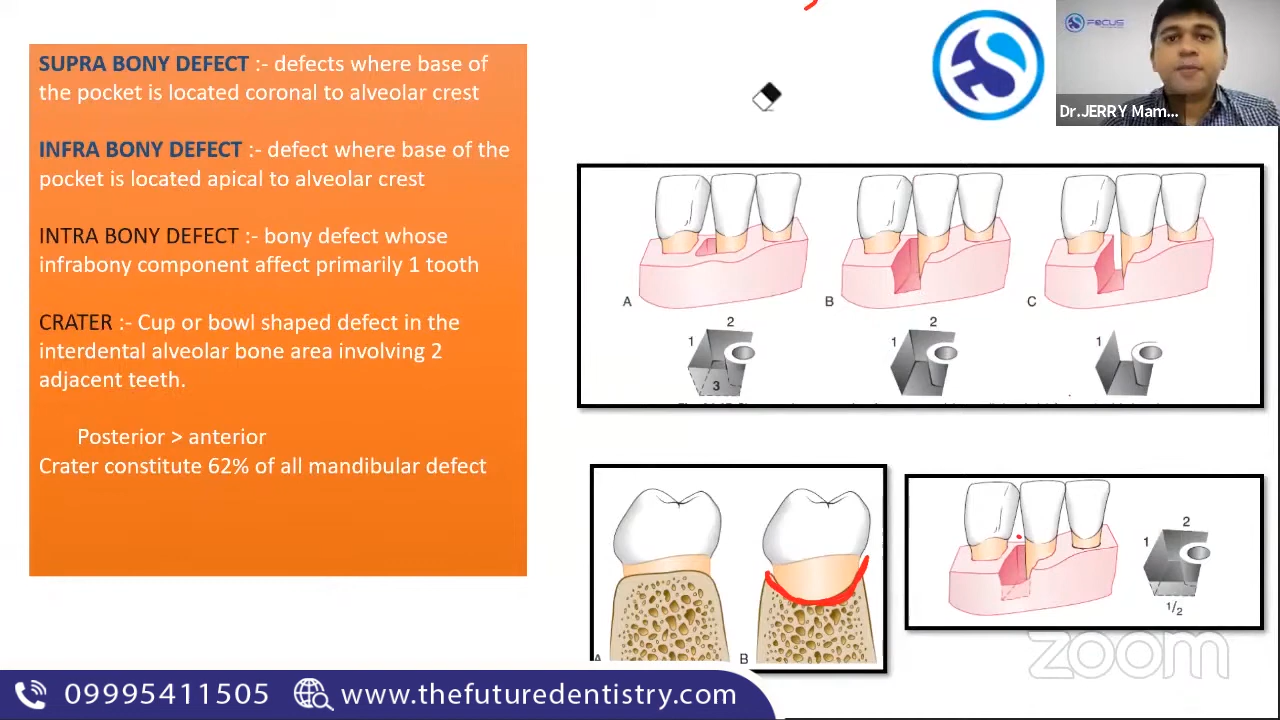 SUPRA BONY DEFECT :- defects where base of
the pocket is located coronal to alveolar crest
INFRA BONY DEFECT :- defect where base of the
pocket is located apical to alveolar crest
INTRA BONY DEFECT :- bony defect whose
infrabony component affect primarily 1 tooth
CRATER :- Cup or bowl shaped defect in the
interdental alveolar bone area involving 2
adjacent teeth.
Posterior > anterior
Crater constitute 62% of all mandibular defect
FOCUS
Dr.JERRY Mam...
A
B
C
1
2
3
1
2
1
A
B
1
2
1/2
zoom
09995411505
www.thefuturedentistry.com